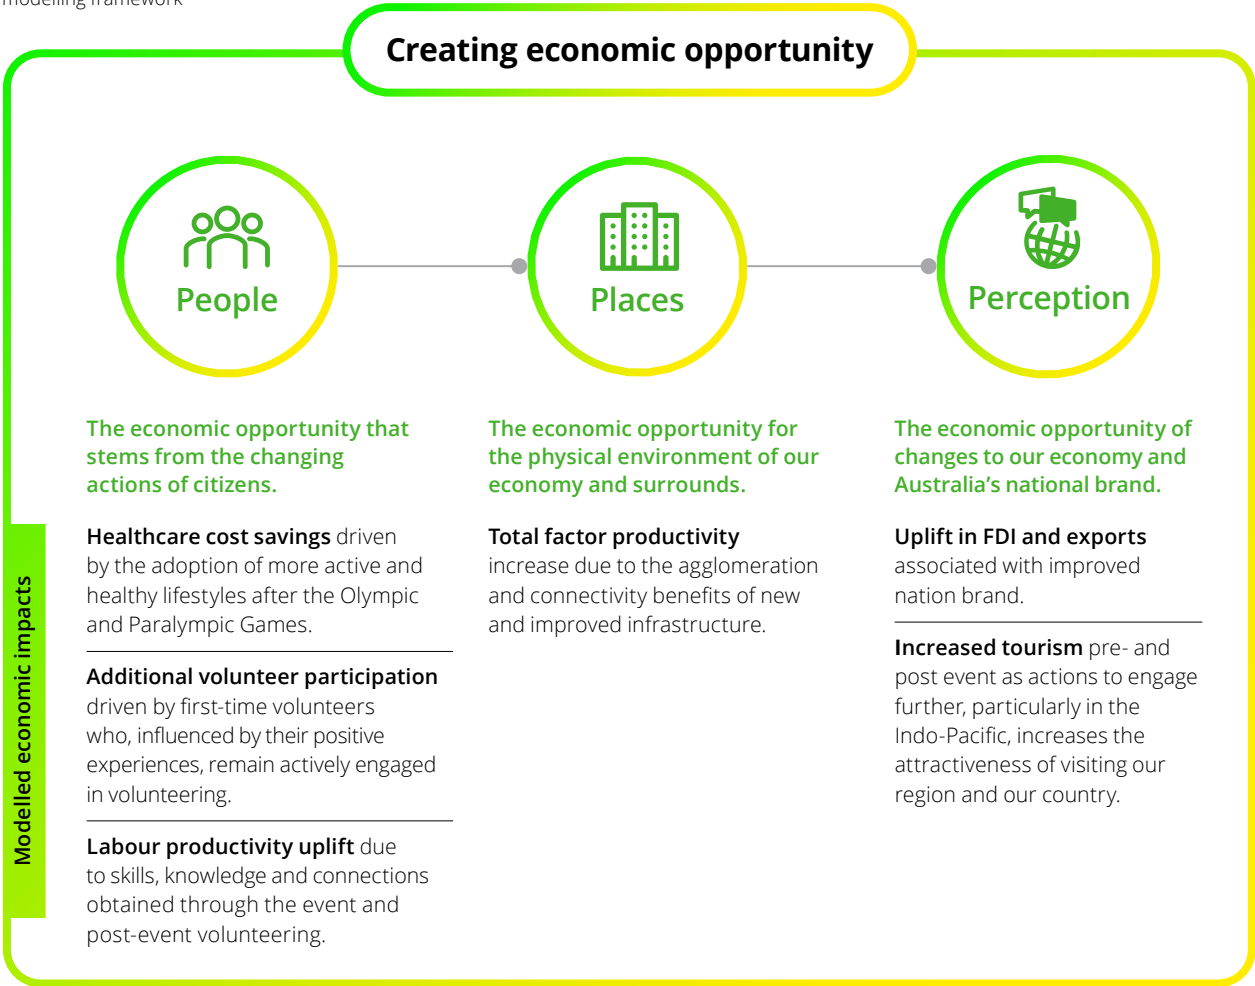 modelling framework
Creating economic opportunity
People
Places
Perception
The economic opportunity that
stems from the changing
actions of citizens.
The economic opportunity for
the physical environment of our
economy and surrounds.
The economic opportunity of
changes to our economy and
Australia’s national brand.
Modelled economic impacts
Healthcare cost savings driven
by the adoption of more active and
healthy lifestyles after the Olympic
and Paralympic Games.
Additional volunteer participation
driven by first-time volunteers
who, influenced by their positive
experiences, remain actively engaged
in volunteering.
Labour productivity uplift due
to skills, knowledge and connections
obtained through the event and
post-event volunteering.
Total factor productivity
increase due to the agglomeration
and connectivity benefits of new
and improved infrastructure.
Uplift in FDI and exports
associated with improved
nation brand.
Increased tourism pre- and
post event as actions to engage
further, particularly in the
Indo-Pacific, increases the
attractiveness of visiting our
region and our country.